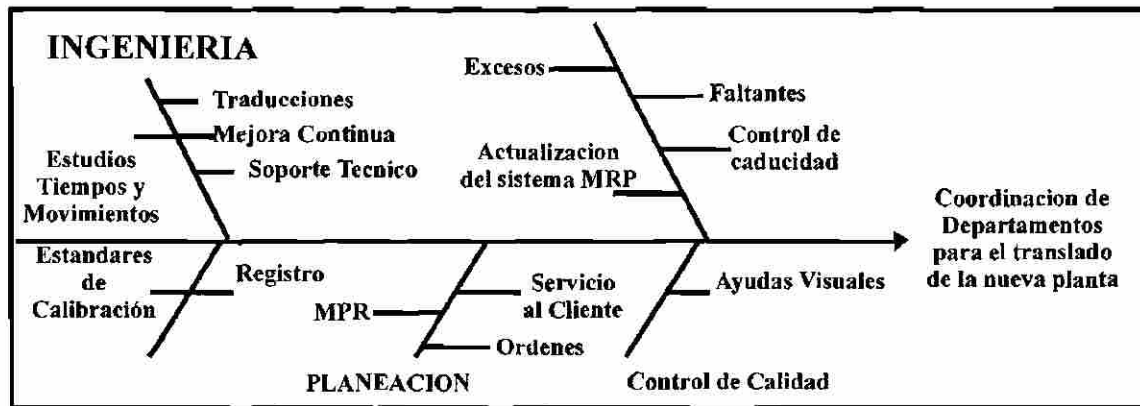 INGENIERIA
Traducciones
Mejora Continua
Soporte Tecnico
Estudios
Tiempos y
Movimientos
Excesos
Faltantes
Control de
caducidad
Actualizacion
del sistema MRP
Coordinacion de
Departamentos
para el translado
de la nueva planta
Estandares
de
Calibración
Registro
MPR
Servicio
al Cliente
Ordenes
PLANEACION
Ayudas Visuales
Control de Calidad